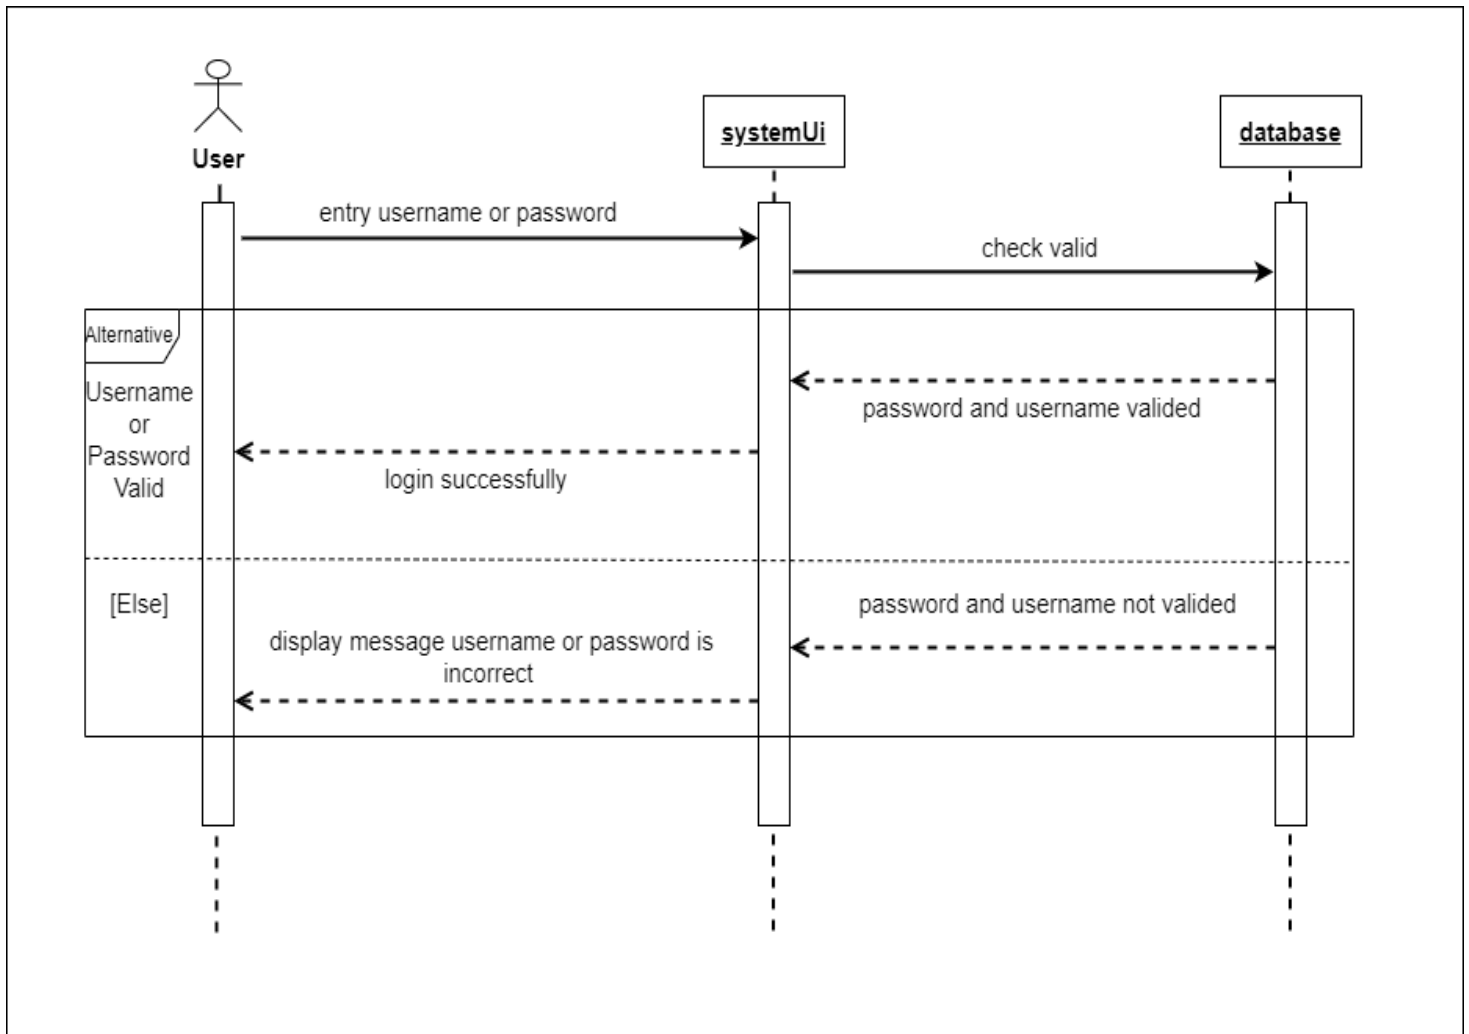 User
systemUi
database
entry username or password
check valid
Alternative
Username
or
Password
Valid
password and username valided
login successfully
[Else]
password and username not valided
display message username or password is
incorrect